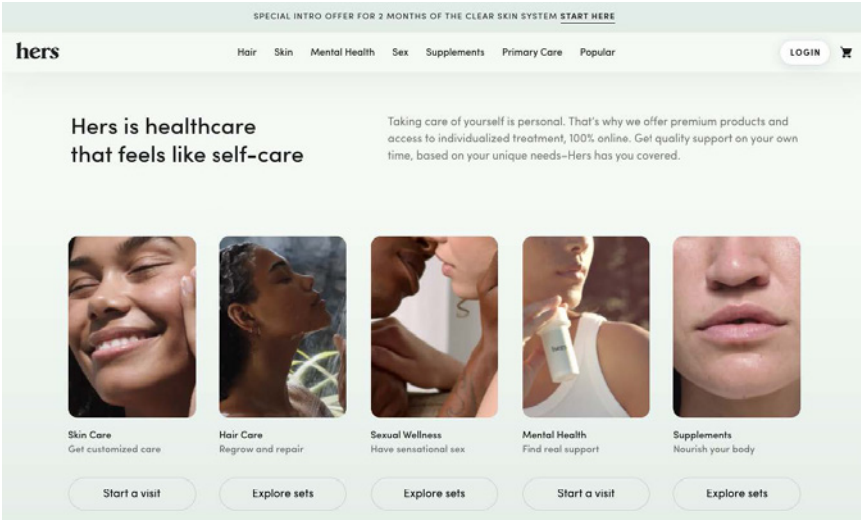 SPECIAL INTRO OFFER FOR 2 MONTHS OF THE CLEAR SKIN SYSTEM START HERE
hers
Hair Skin Mental Health Sex Supplements Primary Care Popular
LOGIN
Hers is healthcare
that feels like self-care
Taking care of yourself is personal. That's why we offer premium products and
access to individualized treatment, 100% online. Get quality support on your own
time, based on your unique needs–Hers has you covered.
Skin Care
Get customized care
Start a visit
Hair Care
Regrow and repair
Explore sets
Sexual Wellness
Have sensational sex
Explore sets
Mental Health
Find real support
Start a visit
Supplements
Nourish your body
Explore sets